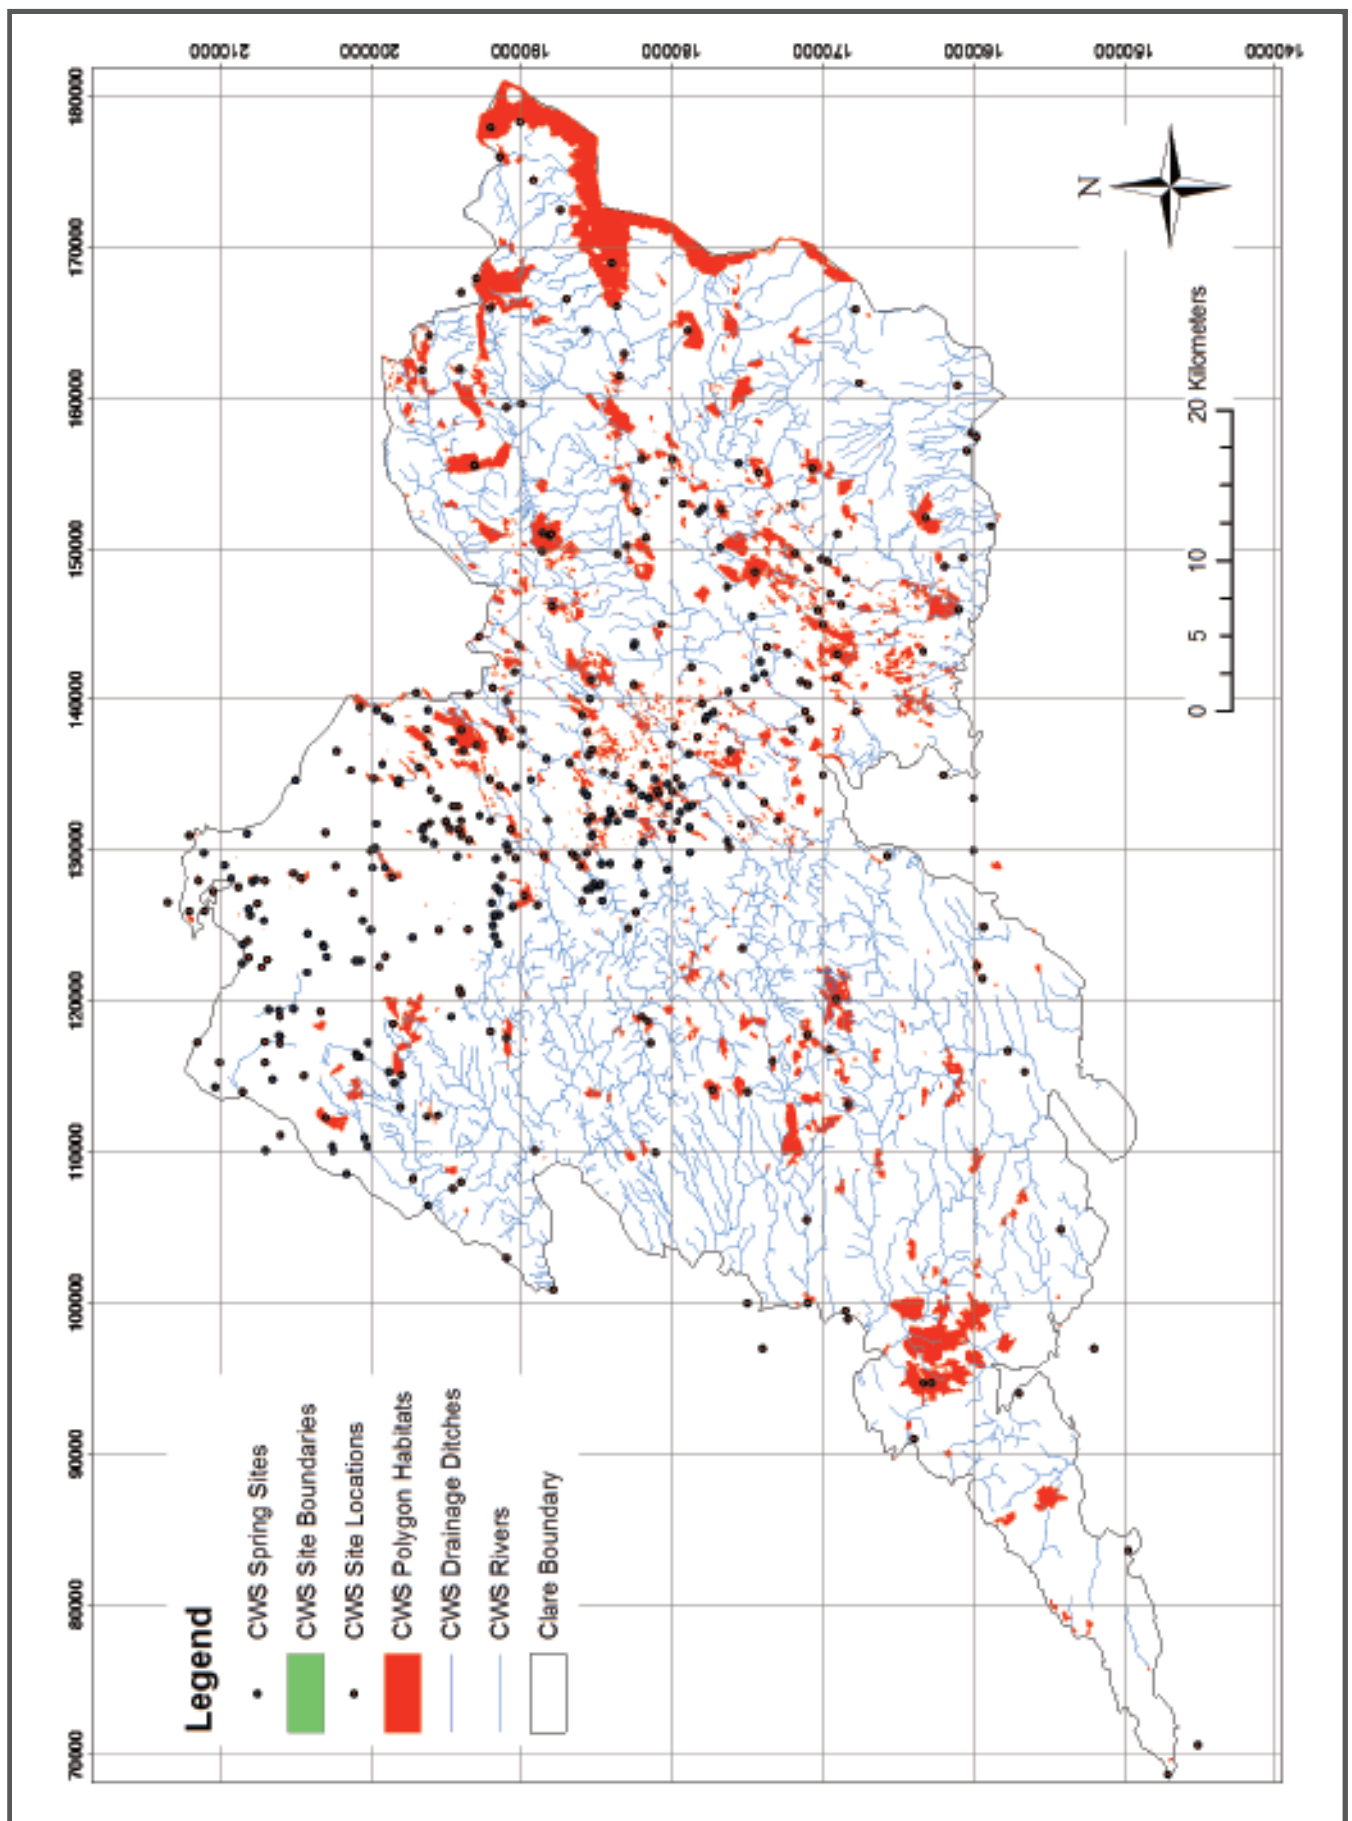 70000 80000 90000 100000 110000 120000 130000 140000 150000 160000 170000 180000
210000
200000
190000
180000
170000
160000
150000
140000
Legend
CWS Spring Sites
CWS Site Boundaries
CWS Site Locations
CWS Polygon Habitats
CWS Drainage Ditches
CWS Rivers
Clare Boundary
N
0 5 10 20 Kilometers